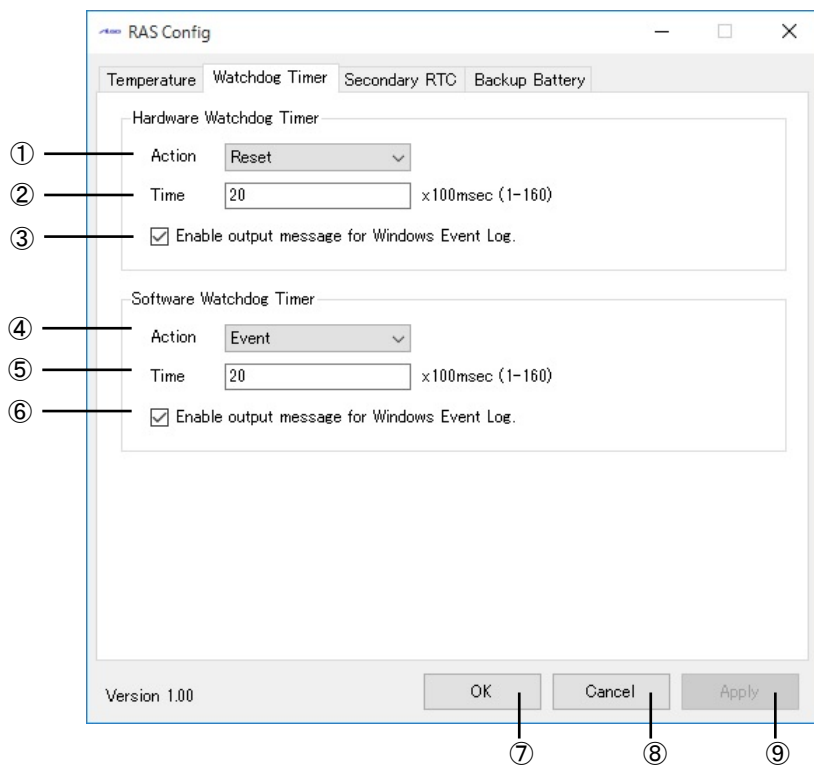 RAS Config
Temperature Watchdog Timer Secondary RTC Backup Battery
Hardware Watchdog Timer
① Action Reset
② Time 20 x100msec (1-160)
③ Enable output message for Windows Event Log.
Software Watchdog Timer
④ Action Event
⑤ Time 20 x100msec (1-160)
⑥ Enable output message for Windows Event Log.
Version 1.00 OK Cancel Apply
⑦ ⑧ ⑨